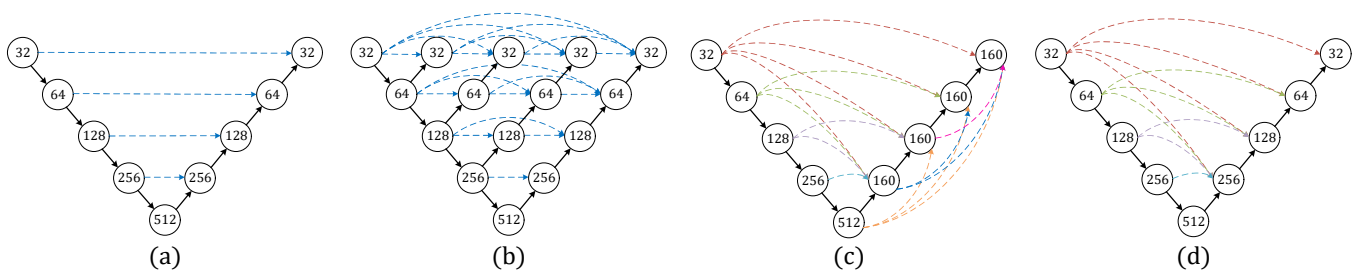 32 32 32 32 32 32 32 32 160 32 32
64 64 64 64 64 64 64 160 64 64
128 128 128 128 128 128 160 128 128
256 256 256 256 256 160 256 256
512 512 512 512
(a) (b) (c) (d)